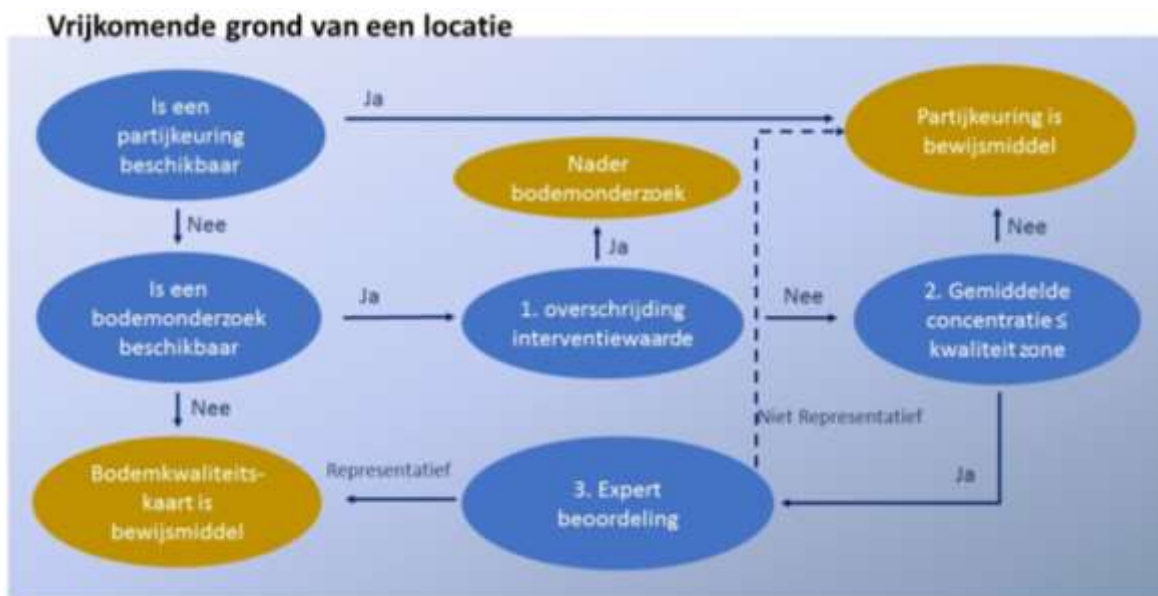 Vrijkomende grond van een locatie
Is een
partijkeuring
beschikbaar
Ja
Partijkeuring is
bewijsmiddel
Nader
bodemonderzoek
Nee
Ja
Nee
Is een
bodemonderzoek
beschikbaar
Ja
1. overschrijding
interventiewaarde
Nee
2. Gemiddelde
concentratie ≤
kwaliteit zone
Nee
Niet Representatief
Ja
Bodemkwaliteits-
kaart is
bewijsmiddel
Representatief
3. Expert
beoordeling